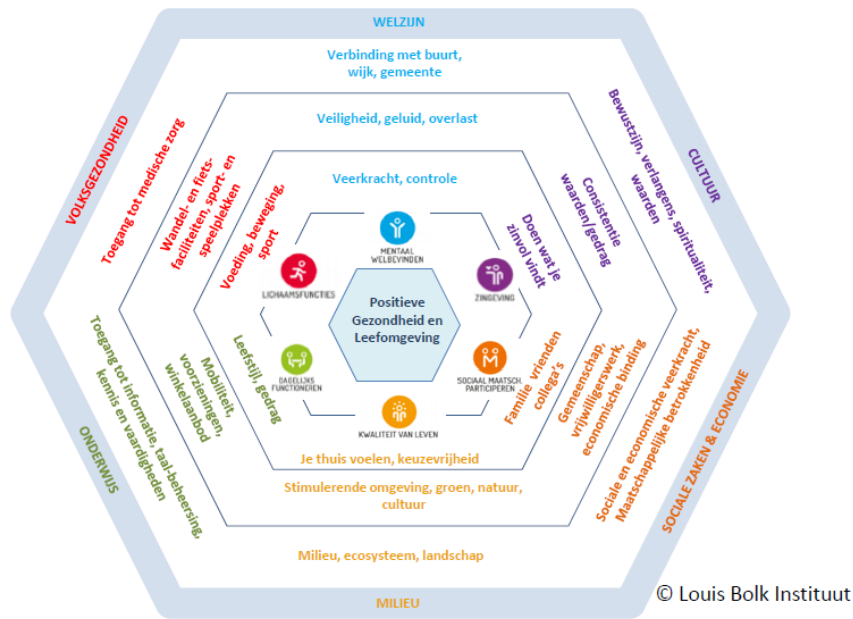 WELZIJN
Verbinding met buurt,
wijk, gemeente
Veiligheid, geluid, overlast
Veerkracht, controle
MENTAAL
WELBEVINDEN
VOLKSGEZONDHEID
Toegang tot medische zorg
Wandel- en fiets-
faciliteiten, sport- en
speelplekken
Voeding, beweging,
sport
LICHAAMSFUNCTIES
CULTUUR
Bewustzijn, verlangens, spiritualiteit,
waarden
Consistentie
waarden/gedrag
Doen wat je
zinvol vindt
ZINGEVING
Positieve
Gezondheid en
Leefomgeving
ONDERWIJS
Toegang tot informatie, taal-beheersing,
kennis en vaardigheden
Mobiliteit,
voorzieningen,
winkelaanbod
Leefstijl, gedrag
DAGELIJKS
FUNCTIONEREN
SOCIAAL MAATSCH.
PARTICIPEREN
Familie vrienden
collega's
Gemeenschap,
vrijwilligerswerk,
economische binding
Sociale en economische veerkracht,
Maatschappelijke betrokkenheid
SOCIALE ZAKEN & ECONOMIE
KWALITEIT VAN LEVEN
Je thuis voelen, keuzevrijheid
Stimulerende omgeving, groen, natuur,
cultuur
Milieu, ecosysteem, landschap
MILIEU
© Louis Bolk Instituut